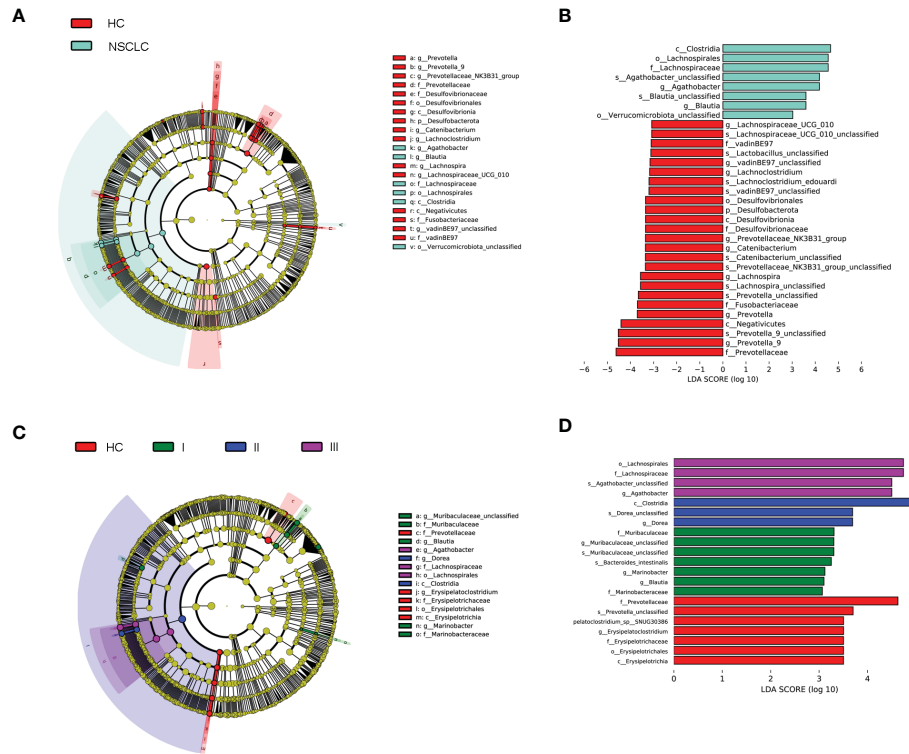 A
HC
NSCLC
h
g
f
e
d
a: g__Prevotella
b: g__Prevotella_9
c: g__Prevotellaceae_NK3B31_group
d: f__Prevotellaceae
e: f__Desulfovibrionaceae
f: o__Desulfovibrionales
g: c__Desulfovibrionia
h: p__Desulfobacterota
i: g__Catenibacterium
j: g__Lachnoclostridium
k: g__Agathobacter
l: g__Blautia
m: g__Lachnospira
n: g__Lachnospiraceae_UCG_010
o: f__Lachnospiraceae
p: o__Lachnospirales
q: c__Clostridia
r: c__Negativicutes
s: f__Fusobacteriaceae
t: g__vadinBE97_unclassified
u: f__vadinBE97
v: o__Verrucomicrobiota_unclassified
B
c__Clostridia
o__Lachnospirales
f__Lachnospiraceae
s__Agathobacter_unclassified
g__Agathobacter
s__Blautia_unclassified
g__Blautia
o__Verrucomicrobiota_unclassified
g__Lachnospiraceae_UCG_010
s__Lachnospiraceae_UCG_010_unclassified
f__vadinBE97
s__Lactobacillus_unclassified
g__vadinBE97_unclassified
g__Lachnoclostridium
s__Lachnoclostridium_edouardi
s__vadinBE97_unclassified
o__Desulfovibrionales
p__Desulfobacterota
c__Desulfovibrionia
f__Desulfovibrionaceae
g__Prevotellaceae_NK3B31_group
g__Catenibacterium
s__Catenibacterium_unclassified
s__Prevotellaceae_NK3B31_group_unclassified
g__Lachnospira
s__Lachnospira_unclassified
s__Prevotella_unclassified
f__Fusobacteriaceae
g__Prevotella
c__Negativicutes
s__Prevotella_9_unclassified
g__Prevotella_9
f__Prevotellaceae
−6 −5 −4 −3 −2 −1 0 1 2 3 4 5 6
LDA SCORE (log 10)
C
HC I II III
a: g__Muribaculaceae_unclassified
b: f__Muribaculaceae
c: f__Prevotellaceae
d: g__Blautia
e: g__Agathobacter
f: g__Dorea
g: f__Lachnospiraceae
h: o__Lachnospirales
i: c__Clostridia
j: g__Erysipelatoclostridium
k: f__Erysipelotrichaceae
l: o__Erysipelotrichales
m: c__Erysipelotrichia
n: g__Marinobacter
o: f__Marinobacteraceae
D
o__Lachnospirales
f__Lachnospiraceae
s__Agathobacter_unclassified
g__Agathobacter
c__Clostridia
s__Dorea_unclassified
g__Dorea
f__Muribaculaceae
g__Muribaculaceae_unclassified
s__Muribaculaceae_unclassified
s__Bacteroides_intestinalis
g__Marinobacter
g__Blautia
f__Marinobacteraceae
f__Prevotellaceae
s__Prevotella_unclassified
pelatoclostridium_sp__SNUG30386
g__Erysipelatoclostridium
f__Erysipelotrichaceae
o__Erysipelotrichales
c__Erysipelotrichia
0 1 2 3 4
LDA SCORE (log 10)